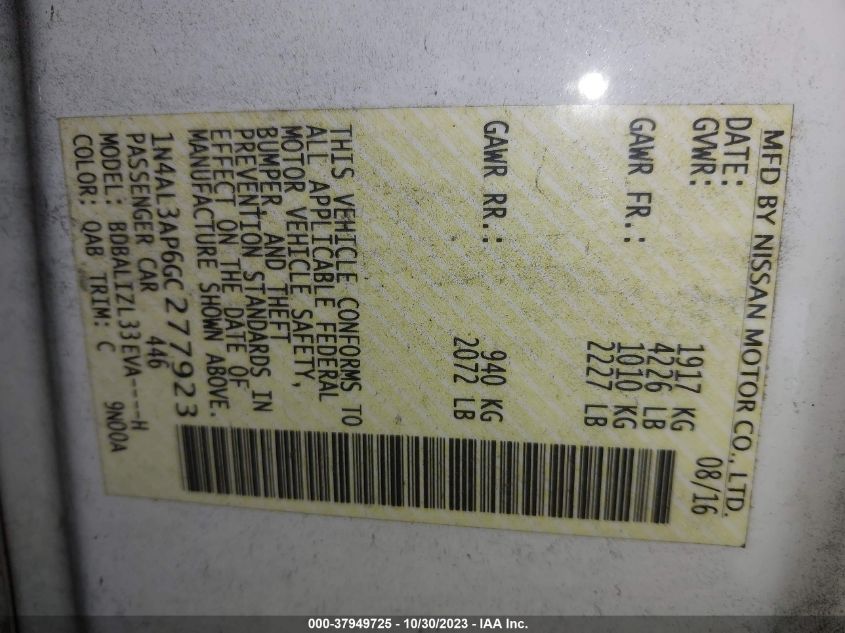 MFD BY NISSAN MOTOR CO., LTD.
DATE: 08/16
GVWR: 1917 KG
4226 LB
GAWR FR.: 1010 KG
2227 LB
GAWR RR.: 940 KG
2072 LB
THIS VEHICLE CONFORMS TO
ALL APPLICABLE FEDERAL
MOTOR VEHICLE SAFETY,
BUMPER AND THEFT
PREVENTION STANDARDS IN
EFFECT ON THE DATE OF
MANUFACTURE SHOWN ABOVE.
1N4AL3AP6GC277923
PASSENGER CAR 446
MODEL: BDBALIZL33EVA----H
COLOR: QAB TRIM: C 9N00A
000-37949725 - 10/30/2023 - IAA Inc.